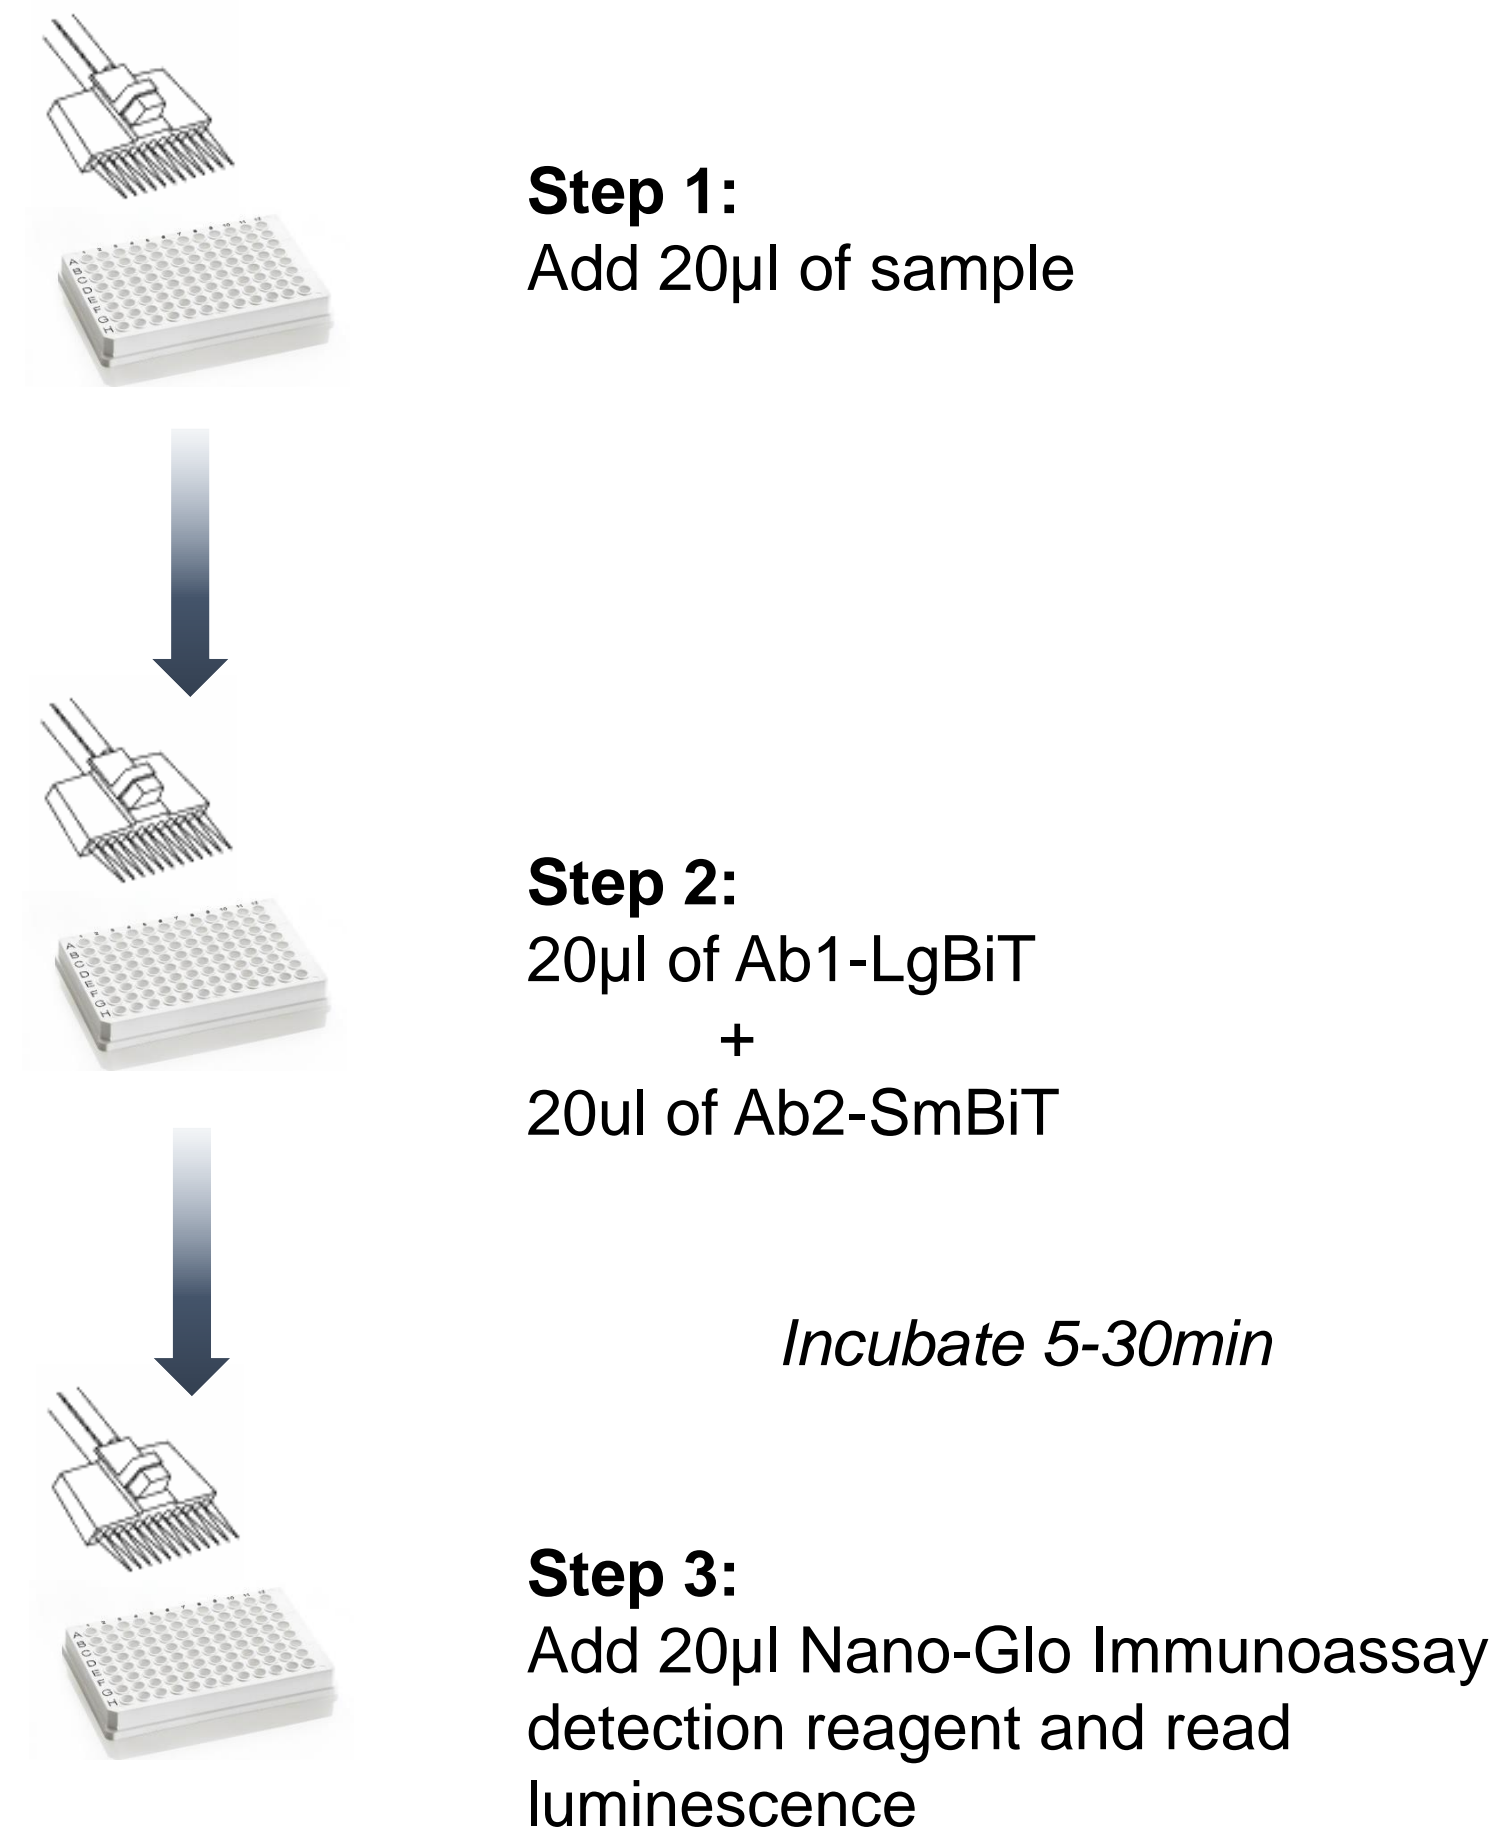 Step 1:
Add 20µl of sample
Step 2:
20µl of Ab1-LgBiT
+
20ul of Ab2-SmBiT
Incubate 5-30min
Step 3:
Add 20µl Nano-Glo Immunoassay
detection reagent and read
luminescence